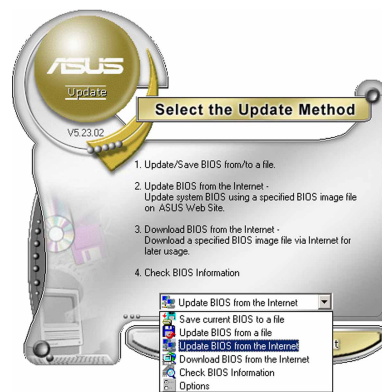 ASUS
Update
V5.23.02
Select the Update Method
1. Update/Save BIOS from/to a file.
2. Update BIOS from the Internet -
Update system BIOS using a specified BIOS image file
on ASUS Web Site.
3. Download BIOS from the Internet -
Download a specified BIOS image file via Internet for
later usage.
4. Check BIOS Information
Update BIOS from the Internet
Save current BIOS to a file
Update BIOS from a file
Update BIOS from the Internet
Download BIOS from the Internet
Check BIOS Information
Options